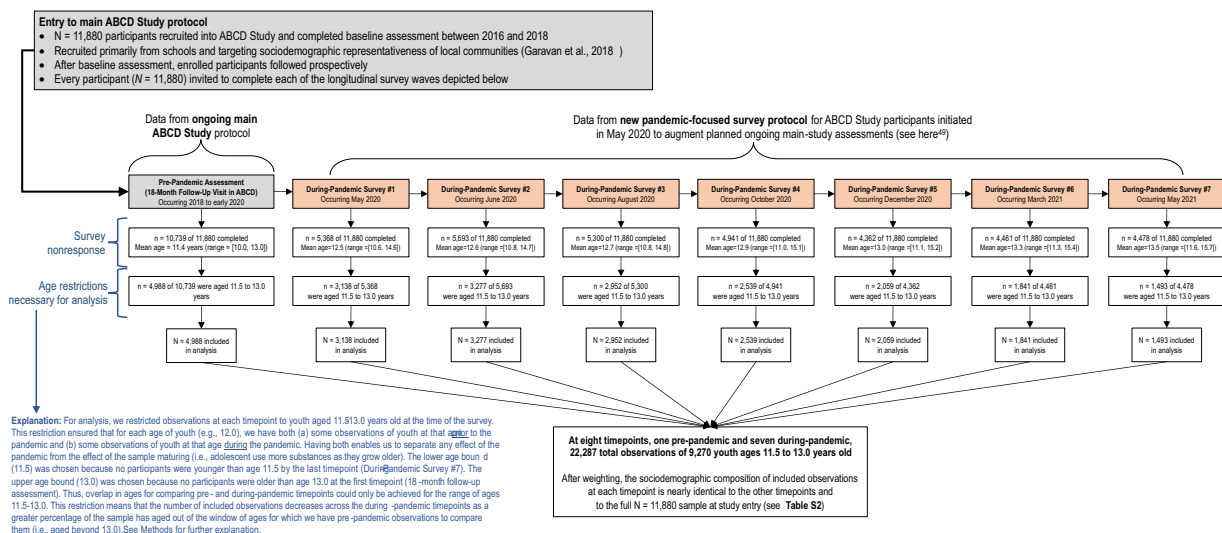 Entry to main ABCD Study protocol
• N = 11,880 participants recruited into ABCD Study and completed baseline assessment between 2016 and 2018
• Recruited primarily from schools and targeting sociodemographic representativeness of local communities (Garavan et al., 2018 )
• After baseline assessment, enrolled participants followed prospectively
• Every participant (N = 11,880) invited to complete each of the longitudinal survey waves depicted below
Data from ongoing main
ABCD Study protocol
Data from new pandemic-focused survey protocol for ABCD Study participants initiated
in May 2020 to augment planned ongoing main-study assessments (see here49)
Pre-Pandemic Assessment
(18-Month Follow-Up Visit in ABCD)
Occurring 2018 to early 2020
During-Pandemic Survey #1
Occurring May 2020
During-Pandemic Survey #2
Occurring June 2020
During-Pandemic Survey #3
Occurring August 2020
During-Pandemic Survey #4
Occurring October 2020
During-Pandemic Survey #5
Occurring December 2020
During-Pandemic Survey #6
Occurring March 2021
During-Pandemic Survey #7
Occurring May 2021
Survey
nonresponse
n = 10,739 of 11,880 completed
Mean age = 11.4 years (range = [10.0, 13.0])
n = 5,368 of 11,880 completed
Mean age=12.5 (range =[10.6, 14.6])
n = 5,693 of 11,880 completed
Mean age=12.6 (range =[10.8, 14.7])
n = 5,300 of 11,880 completed
Mean age=12.7 (range =[10.8, 14.8])
n = 4,941 of 11,880 completed
Mean age=12.9 (range =[11.0, 15.1])
n = 4,362 of 11,880 completed
Mean age=13.0 (range =[11.1, 15.2])
n = 4,461 of 11,880 completed
Mean age=13.3 (range =[11.3, 15.4])
n = 4,478 of 11,880 completed
Mean age=13.5 (range =[11.6, 15.7])
Age restrictions
necessary for analysis
n = 4,988 of 10,739 were aged 11.5 to 13.0
years
n = 3,138 of 5,368
were aged 11.5 to 13.0 years
n = 3,277 of 5,693
were aged 11.5 to 13.0 years
n = 2,952 of 5,300
were aged 11.5 to 13.0 years
n = 2,539 of 4,941
were aged 11.5 to 13.0 years
n = 2,059 of 4,362
were aged 11.5 to 13.0 years
n = 1,841 of 4,461
were aged 11.5 to 13.0 years
n = 1,493 of 4,478
were aged 11.5 to 13.0 years
N = 4,988 included
in analysis
N = 3,138 included
in analysis
N = 3,277 included
in analysis
N = 2,952 included
in analysis
N = 2,539 included
in analysis
N = 2,059 included
in analysis
N = 1,841 included
in analysis
N = 1,493 included
in analysis
Explanation: For analysis, we restricted observations at each timepoint to youth aged 11.5-13.0 years old at the time of the survey.
This restriction ensured that for each age of youth (e.g., 12.0), we have both (a) some observations of youth at that age prior to the
pandemic and (b) some observations of youth at that age during the pandemic. Having both enables us to separate any effect of the
pandemic from the effect of the sample maturing (i.e., adolescent use more substances as they grow older). The lower age boun d
(11.5) was chosen because no participants were younger than age 11.5 by the last timepoint (During-Pandemic Survey #7). The
upper age bound (13.0) was chosen because no participants were older than age 13.0 at the first timepoint (18 -month follow-up
assessment). Thus, overlap in ages for comparing pre - and during-pandemic timepoints could only be achieved for the range of ages
11.5-13.0. This restriction means that the number of included observations decreases across the during -pandemic timepoints as a
greater percentage of the sample has aged out of the window of ages for which we have pre -pandemic observations to compare
them (i.e., aged beyond 13.0).See Methods for further explanation.
At eight timepoints, one pre-pandemic and seven during-pandemic,
22,287 total observations of 9,270 youth ages 11.5 to 13.0 years old
After weighting, the sociodemographic composition of included observations
at each timepoint is nearly identical to the other timepoints and
to the full N = 11,880 sample at study entry (see Table S2)